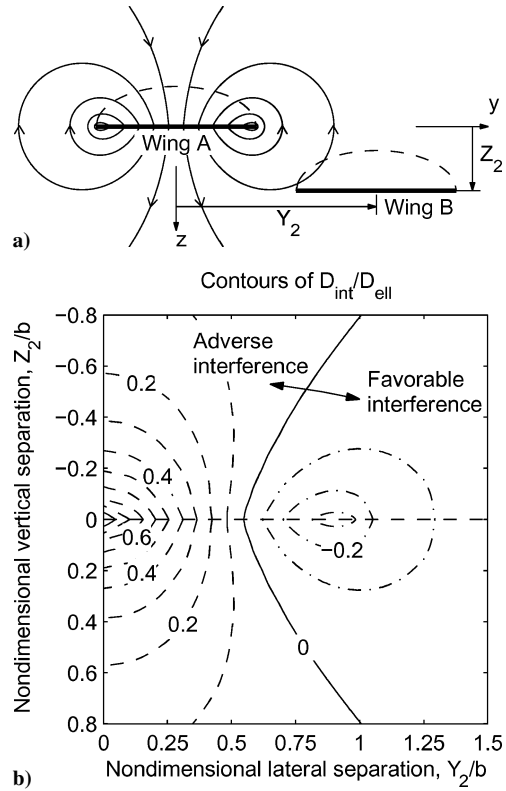 a)
Wing A
y
Z2
Y2
Wing B
z
b)
Contours of Dint/Dell
Nondimensional vertical separation, Z2/b
−0.8
−0.6
−0.4
−0.2
0
0.2
0.4
0.6
0.8
Adverse
interference
Favorable
interference
0.2
0.4
0.6
0.4
0.2
−0.2
0
0
0.25
0.5
0.75
1
1.25
1.5
Nondimensional lateral separation, Y2/b